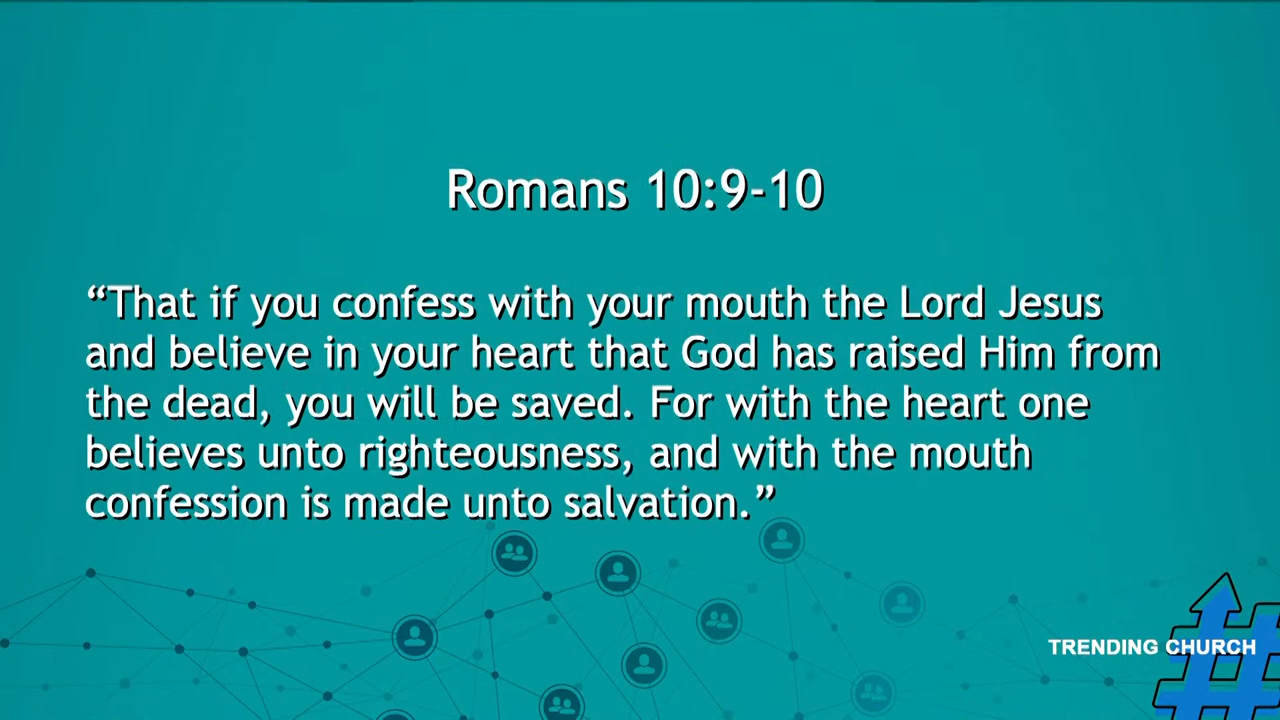 Romans 10:9-10
“That if you confess with your mouth the Lord Jesus
and believe in your heart that God has raised Him from
the dead, you will be saved. For with the heart one
believes unto righteousness, and with the mouth
confession is made unto salvation.”
TRENDING CHURCH